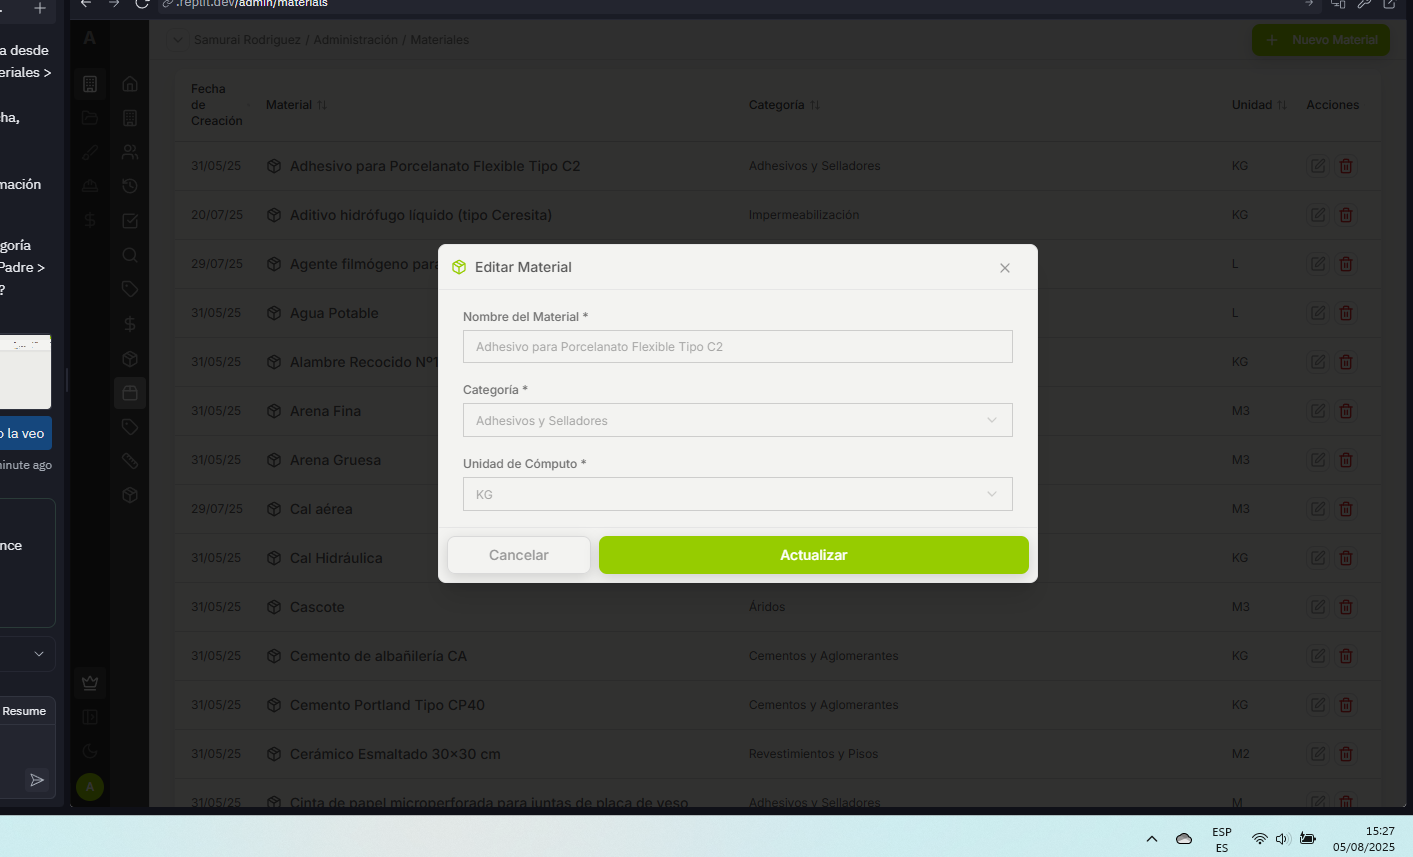 .replit.dev/admin/materials
a desde
eriales >
ha,
mación
goría
Padre >
?
o la veo
minute ago
nce
Resume
A
Samurai Rodriguez / Administración / Materiales
+ Nuevo Material
Fecha
de
Creación
Material
Categoría
Unidad
Acciones
31/05/25 Adhesivo para Porcelanato Flexible Tipo C2 Adhesivos y Selladores KG
20/07/25 Aditivo hidrófugo líquido (tipo Ceresita) Impermeabilización KG
29/07/25 Agente filmógeno para L
31/05/25 Agua Potable L
31/05/25 Alambre Recocido Nº1 KG
31/05/25 Arena Fina M3
31/05/25 Arena Gruesa M3
29/07/25 Cal aérea M3
31/05/25 Cal Hidráulica KG
31/05/25 Cascote Áridos M3
31/05/25 Cemento de albañilería CA Cementos y Aglomerantes KG
31/05/25 Cemento Portland Tipo CP40 Cementos y Aglomerantes KG
31/05/25 Cerámico Esmaltado 30x30 cm Revestimientos y Pisos M2
31/05/25 Cinta de papel microperforada para juntas de placa de yeso Adhesivos y Selladores M
A
Editar Material
Nombre del Material *
Adhesivo para Porcelanato Flexible Tipo C2
Categoría *
Adhesivos y Selladores
Unidad de Cómputo *
KG
Cancelar
Actualizar
ESP
ES
15:27
05/08/2025